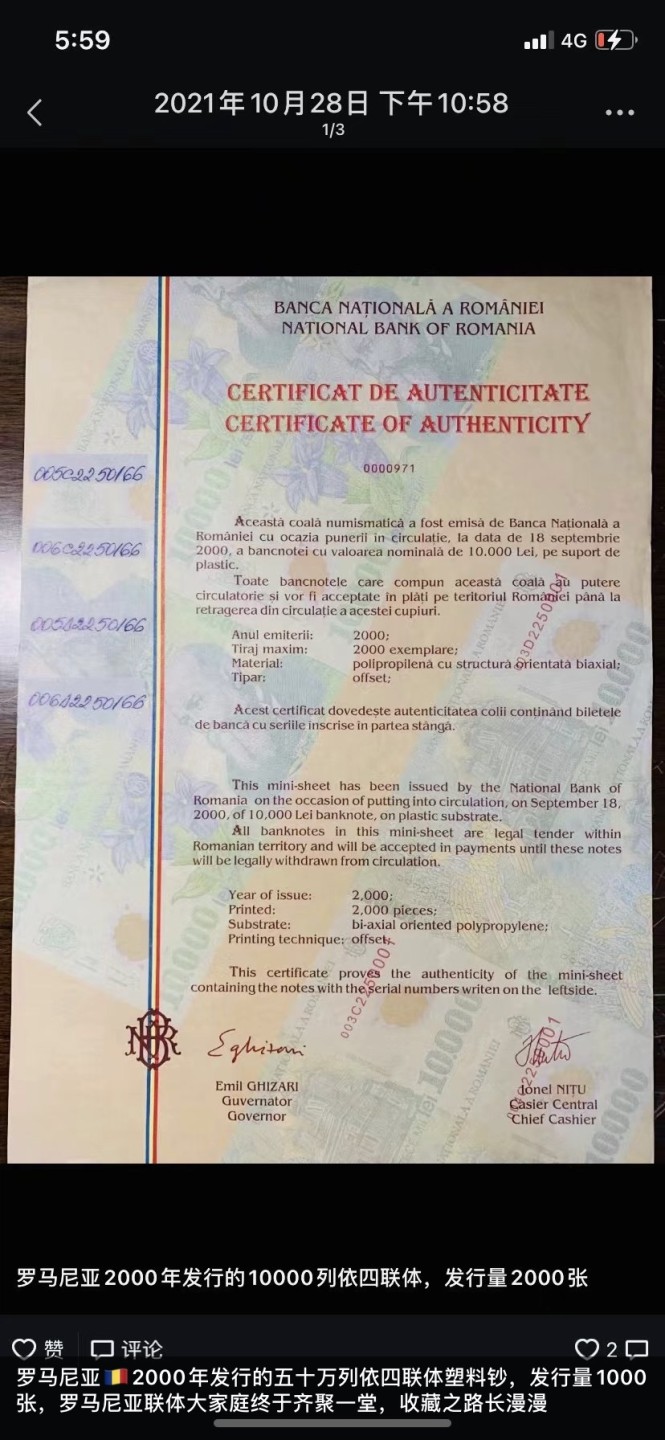 5:59
4G
2021年10月28日 下午10:58
1/3
BANCA NAȚIONALĂ A ROMÂNIEI
NATIONAL BANK OF ROMANIA
CERTIFICAT DE AUTENTICITATE
CERTIFICATE OF AUTHENTICITY
0000971
005C2250166
006C2250166
005D2250166
006D2250166
Această coală numismatică a fost emisă de Banca Națională a
României cu ocazia punerii în circulație, la data de 18 septembrie
2000, a bancnotei cu valoarea nominală de 10.000 Lei, pe suport de
plastic.
Toate bancnotele care compun această coală au putere
circulatorie și vor fi acceptate în plăți pe teritoriul României până la
retragerea din circulație a acestei cupiuri.
Anul emiterii: 2000;
Tiraj maxim: 2000 exemplare;
Material: polipropilenă cu structură orientată biaxial;
Tipar: offset;
Acest certificat dovedește autenticitatea colii conținând biletele
de bancă cu seriile înscrise în partea stângă.
This mini-sheet has been issued by the National Bank of
Romania on the occasion of putting into circulation, on September 18,
2000, of 10,000 Lei banknote, on plastic substrate.
All banknotes in this mini-sheet are legal tender within
Romanian territory and will be accepted in payments until these notes
will be legally withdrawn from circulation.
Year of issue: 2,000;
Printed: 2,000 pieces;
Substrate: bi-axial oriented polypropylene;
Printing technique: offset;
This certificate proves the authenticity of the mini-sheet
containing the notes with the serial numbers writen on the leftside.
Emil GHIZARI
Guvernator
Governor
Ionel NIȚU
Casier Central
Chief Cashier
罗马尼亚2000年发行的10000列依四联体，发行量2000张
赞
评论
2
罗马尼亚🇷🇴2000年发行的五十万列依四联体塑料钞，发行量1000
张，罗马尼亚联体大家庭终于齐聚一堂，收藏之路长漫漫